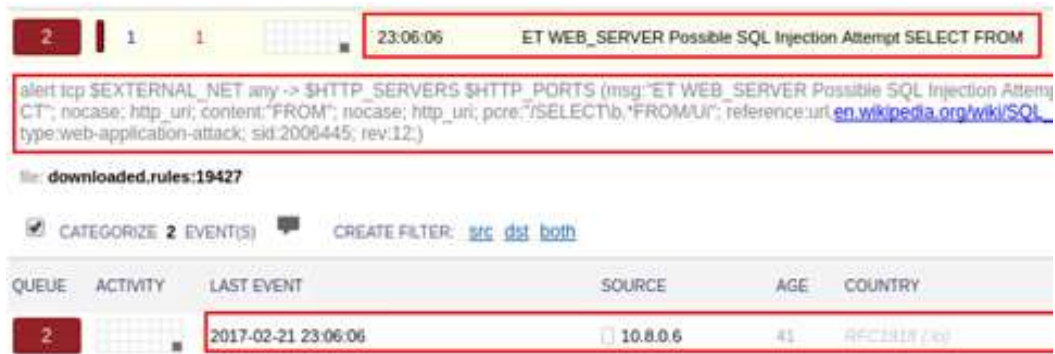 2 1 1 23:06:06 ET WEB_SERVER Possible SQL Injection Attempt SELECT FROM
alert tcp $EXTERNAL_NET any -> $HTTP_SERVERS $HTTP_PORTS (msg:"ET WEB_SERVER Possible SQL Injection Attemp
CT"; nocase; http_uri; content:"FROM"; nocase; http_uri; pcre:"/SELECT\b.*FROM/Ui"; reference:url,en.wikipedia.org/wiki/SQL_
type:web-application-attack; sid:2006445; rev:12;)
file: downloaded.rules:19427
CATEGORIZE 2 EVENT(S) CREATE FILTER: src dst both
QUEUE ACTIVITY LAST EVENT SOURCE AGE COUNTRY
2 2017-02-21 23:06:06 10.8.0.6 41 RFC1918